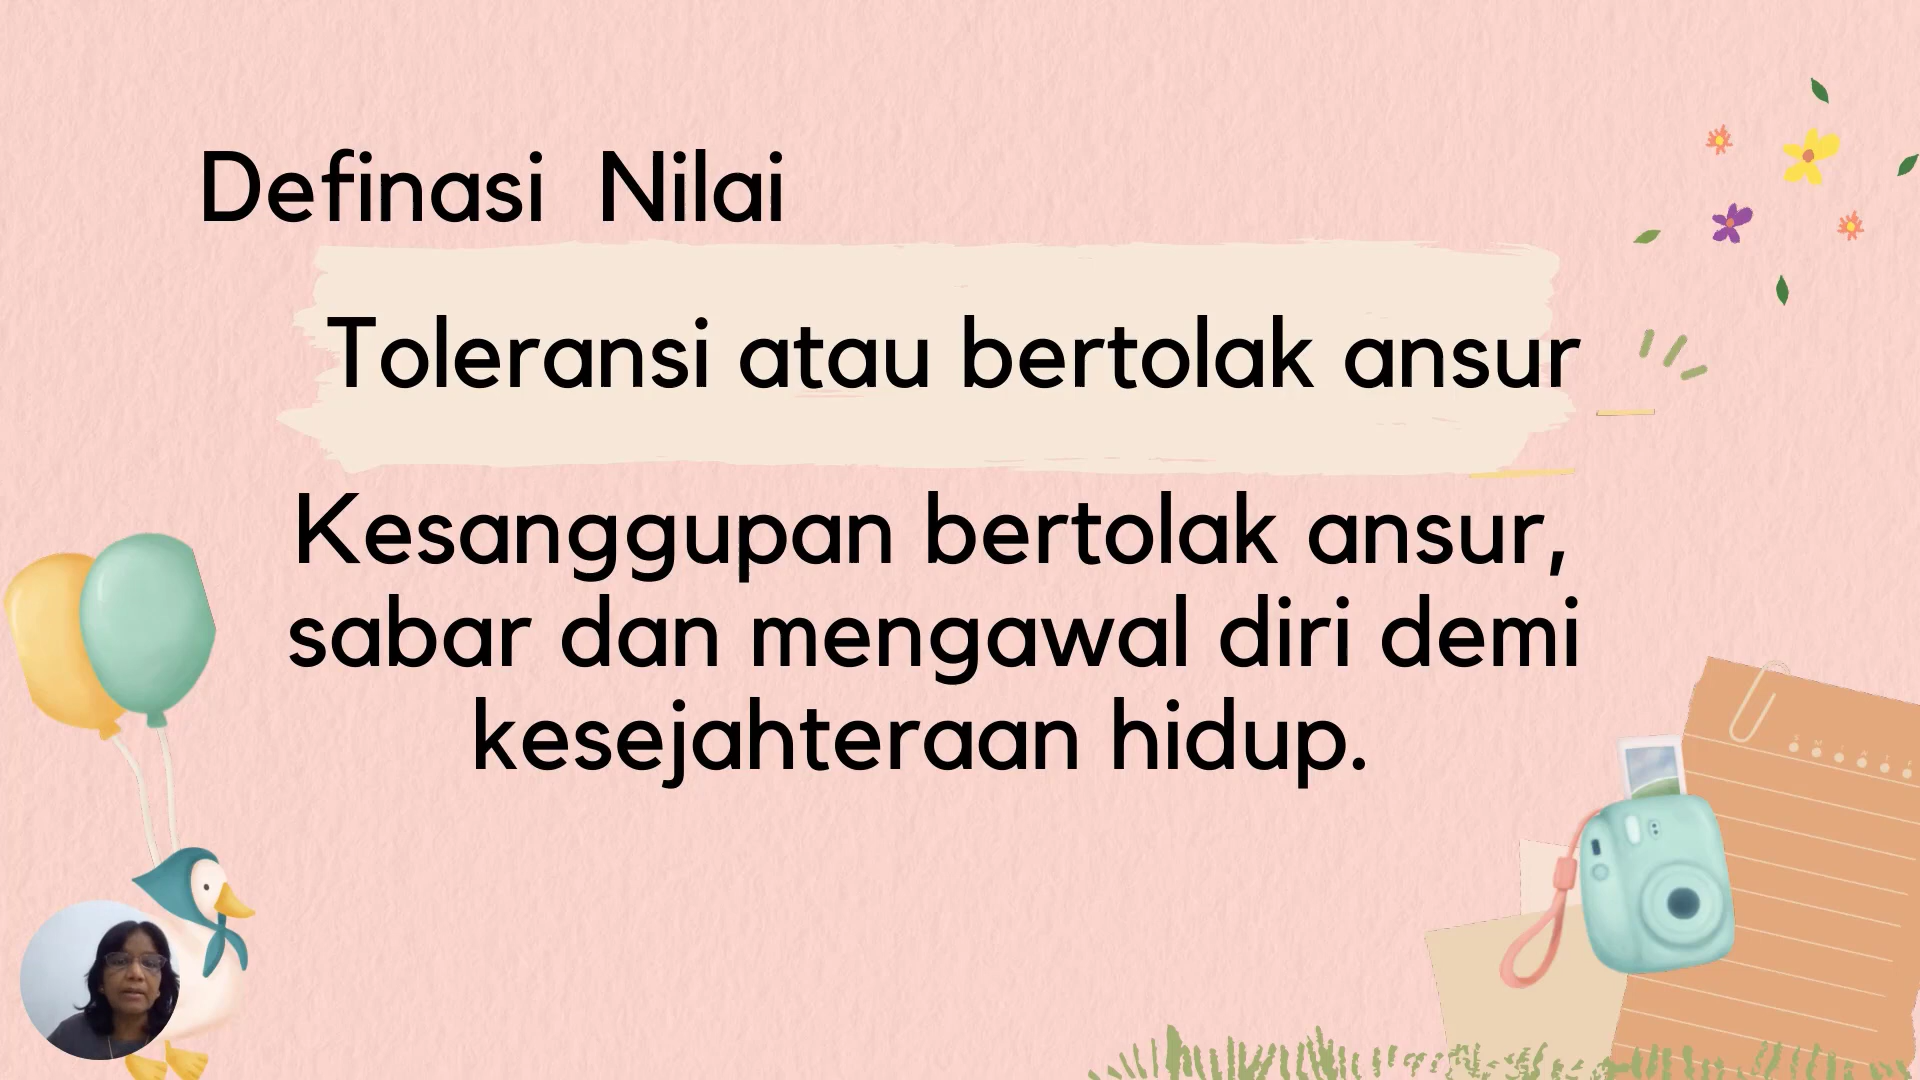 Definasi Nilai
Toleransi atau bertolak ansur
Kesanggupan bertolak ansur,
sabar dan mengawal diri demi
kesejahteraan hidup.